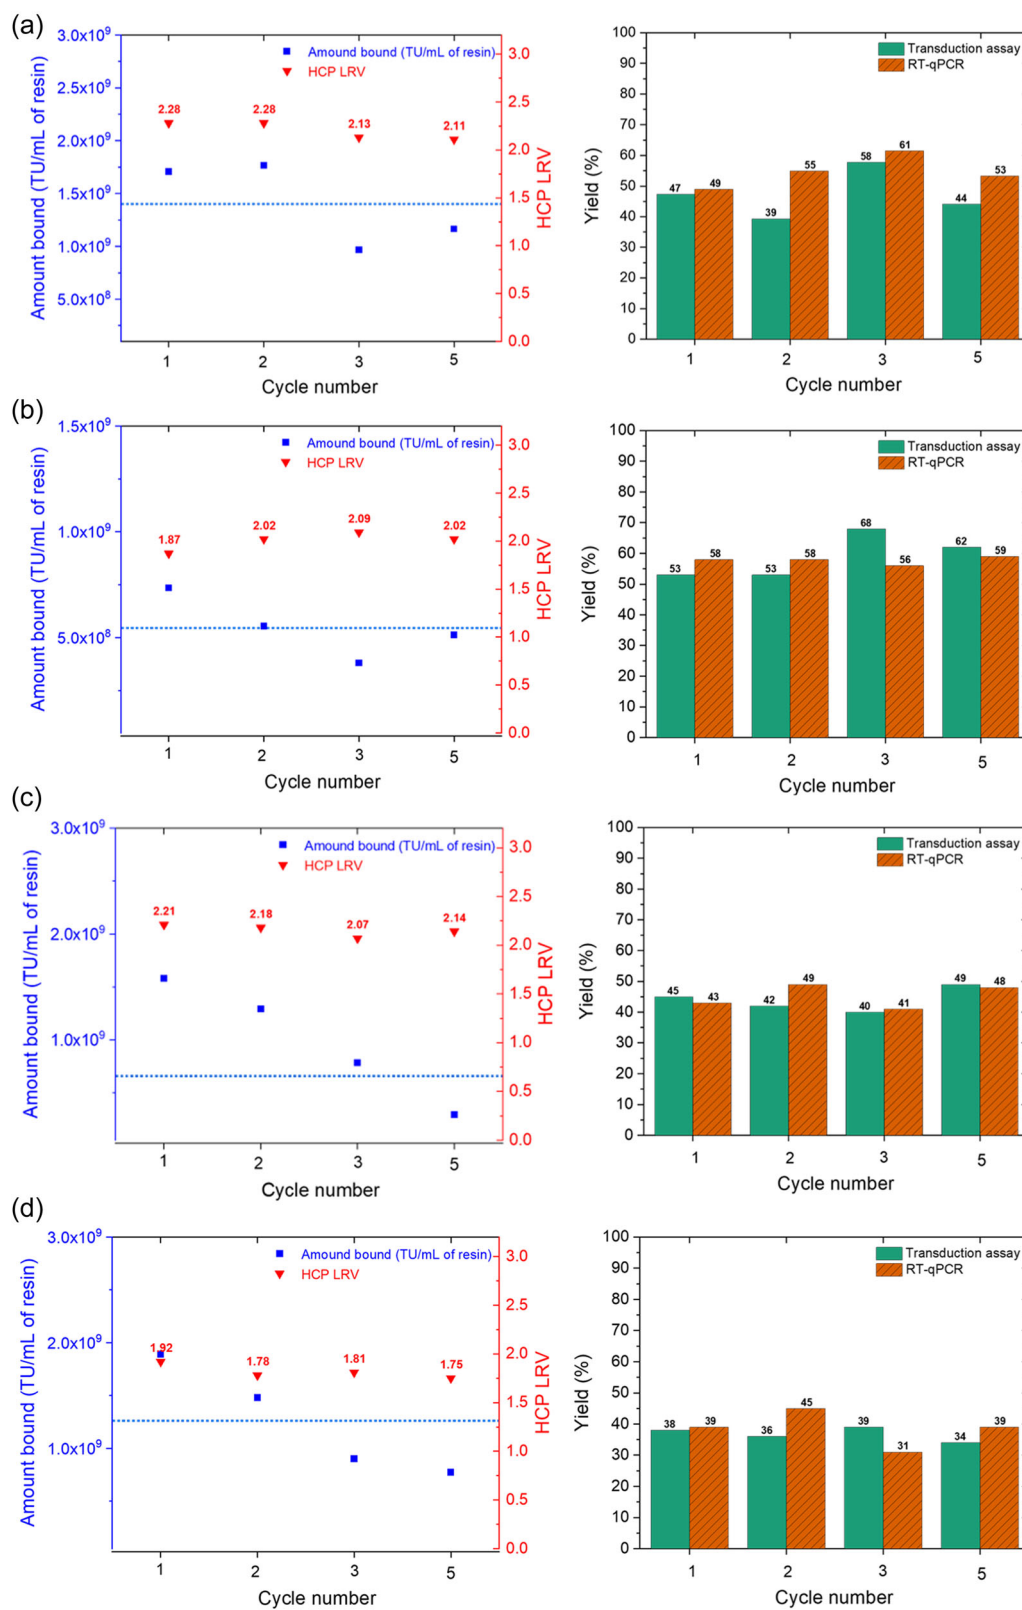 (a)
3.0x10⁹
2.5x10⁹
2.0x10⁹
1.5x10⁹
1.0x10⁹
5.0x10⁸
Amount bound (TU/mL of resin)
Amound bound (TU/mL of resin)
HCP LRV
2.28
2.28
2.13
2.11
3.0
2.5
2.0
1.5
1.0
0.5
0.0
HCP LRV
1
2
3
5
Cycle number
100
90
80
70
60
50
40
30
20
10
0
Yield (%)
Transduction assay
RT-qPCR
47
49
39
55
58
61
44
53
1
2
3
5
Cycle number
(b)
1.5x10⁹
1.0x10⁹
5.0x10⁸
Amount bound (TU/mL of resin)
Amound bound (TU/mL of resin)
HCP LRV
1.87
2.02
2.09
2.02
3.0
2.5
2.0
1.5
1.0
0.5
0.0
HCP LRV
1
2
3
5
Cycle number
100
90
80
70
60
50
40
30
20
10
0
Yield (%)
Transduction assay
RT-qPCR
53
58
53
58
68
56
62
59
1
2
3
5
Cycle number
(c)
3.0x10⁹
2.0x10⁹
1.0x10⁹
Amount bound (TU/mL of resin)
Amound bound (TU/mL of resin)
HCP LRV
2.21
2.18
2.07
2.14
3.0
2.5
2.0
1.5
1.0
0.5
0.0
HCP LRV
1
2
3
5
Cycle number
100
90
80
70
60
50
40
30
20
10
0
Yield (%)
Transduction assay
RT-qPCR
45
43
42
49
40
41
49
48
1
2
3
5
Cycle number
(d)
3.0x10⁹
2.0x10⁹
1.0x10⁹
Amount bound (TU/mL of resin)
Amound bound (TU/mL of resin)
HCP LRV
1.92
1.78
1.81
1.75
3.0
2.5
2.0
1.5
1.0
0.5
0.0
HCP LRV
1
2
3
5
Cycle number
100
90
80
70
60
50
40
30
20
10
0
Yield (%)
Transduction assay
RT-qPCR
38
39
36
45
39
31
34
39
1
2
3
5
Cycle number